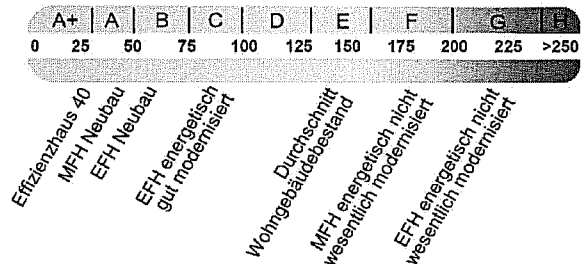 A+ A B C D E F G H
0 25 50 75 100 125 150 175 200 225 >250
Effizienzhaus 40
MFH Neubau
EFH Neubau
EFH energetisch
gut modernisiert
Durchschnitt
Wohngebäudebestand
MFH energetisch nicht
wesentlich modernisiert
EFH energetisch nicht
wesentlich modernisiert